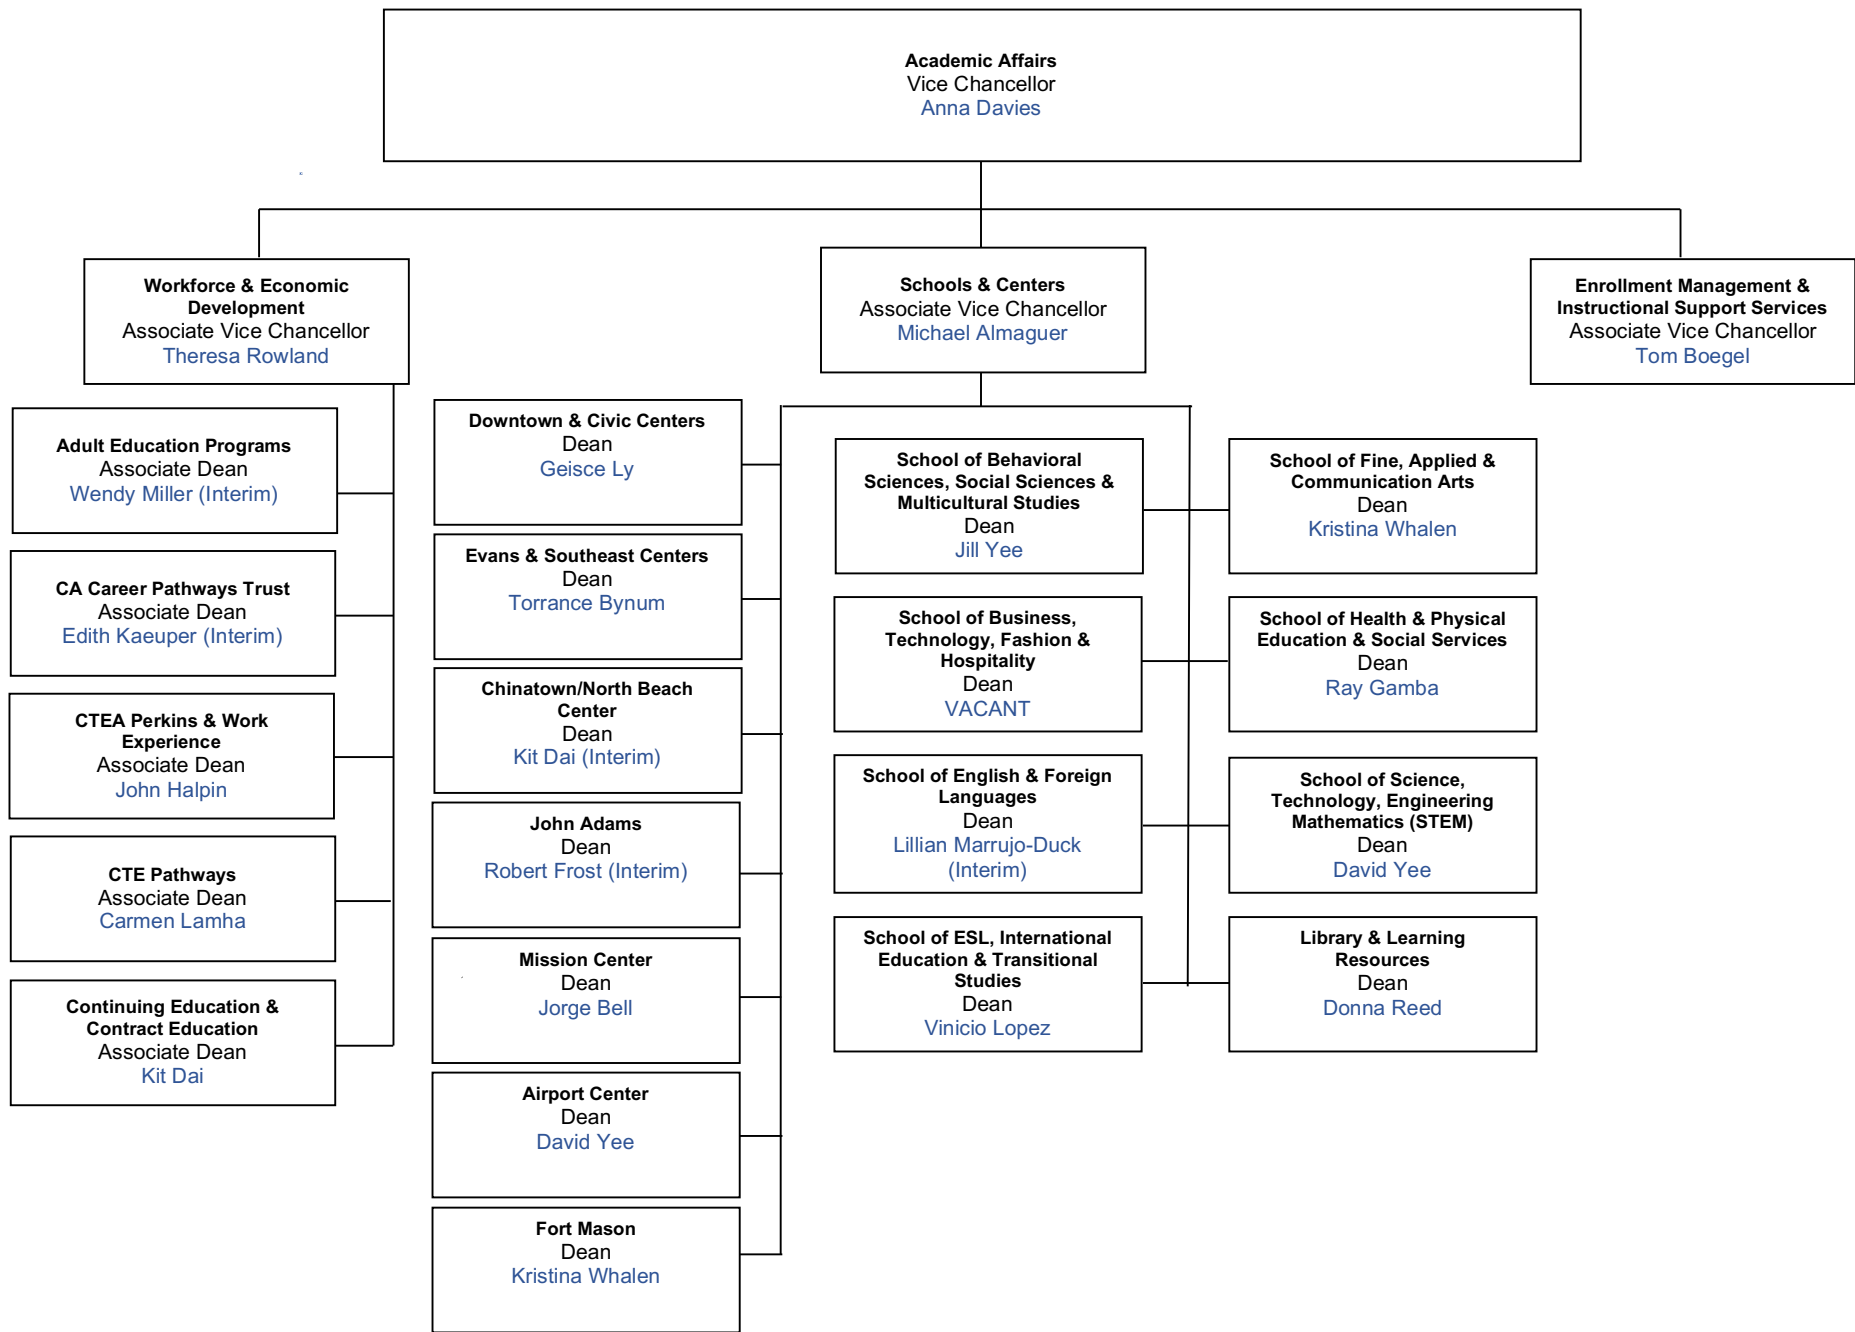 Academic Affairs
Vice Chancellor
Anna Davies
Workforce & Economic
Development
Associate Vice Chancellor
Theresa Rowland
Schools & Centers
Associate Vice Chancellor
Michael Almaguer
Enrollment Management &
Instructional Support Services
Associate Vice Chancellor
Tom Boegel
Adult Education Programs
Associate Dean
Wendy Miller (Interim)
CA Career Pathways Trust
Associate Dean
Edith Kaeuper (Interim)
CTEA Perkins & Work
Experience
Associate Dean
John Halpin
CTE Pathways
Associate Dean
Carmen Lamha
Continuing Education &
Contract Education
Associate Dean
Kit Dai
Downtown & Civic Centers
Dean
Geisce Ly
Evans & Southeast Centers
Dean
Torrance Bynum
Chinatown/North Beach
Center
Dean
Kit Dai (Interim)
John Adams
Dean
Robert Frost (Interim)
Mission Center
Dean
Jorge Bell
Airport Center
Dean
David Yee
Fort Mason
Dean
Kristina Whalen
School of Behavioral
Sciences, Social Sciences &
Multicultural Studies
Dean
Jill Yee
School of Business,
Technology, Fashion &
Hospitality
Dean
VACANT
School of English & Foreign
Languages
Dean
Lillian Marrujo-Duck
(Interim)
School of ESL, International
Education & Transitional
Studies
Dean
Vinicio Lopez
School of Fine, Applied &
Communication Arts
Dean
Kristina Whalen
School of Health & Physical
Education & Social Services
Dean
Ray Gamba
School of Science,
Technology, Engineering
Mathematics (STEM)
Dean
David Yee
Library & Learning
Resources
Dean
Donna Reed